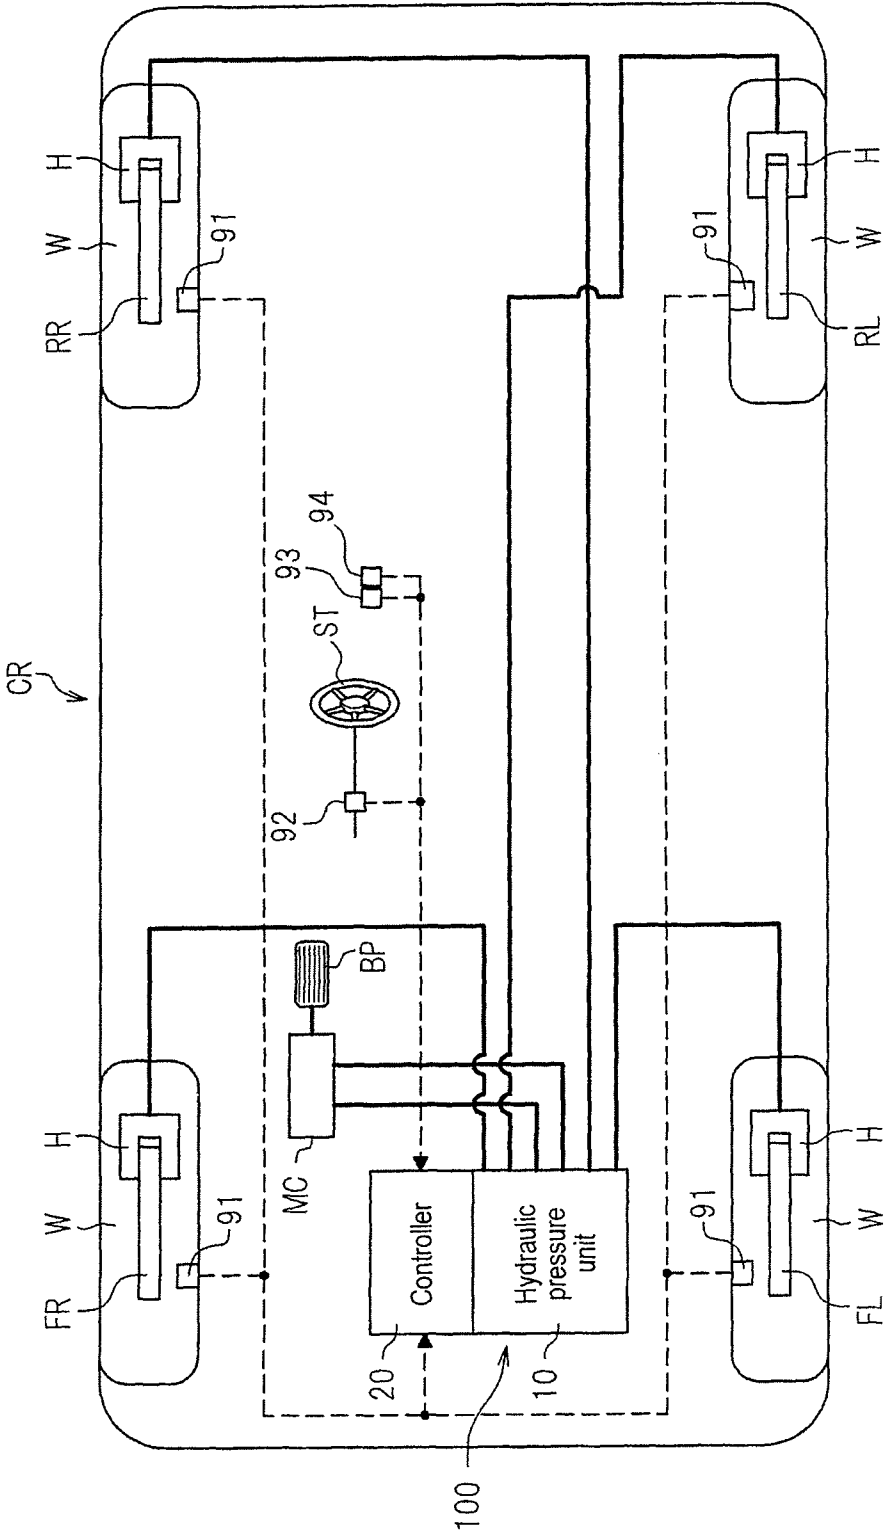 CR
FR W H RR W H
91 91
92 93
MC 94
ST
BP
20
Controller
100
Hydraulic
10
pressure
unit
91 91
FL W H RL W H